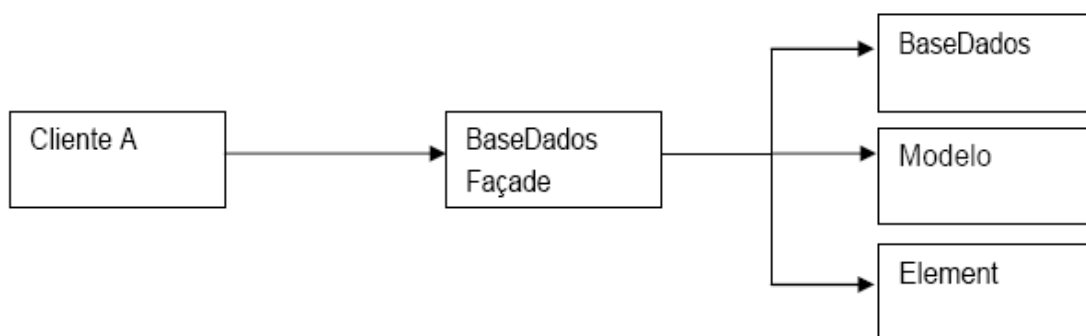 Cliente A
BaseDados
Façade
BaseDados
Modelo
Element